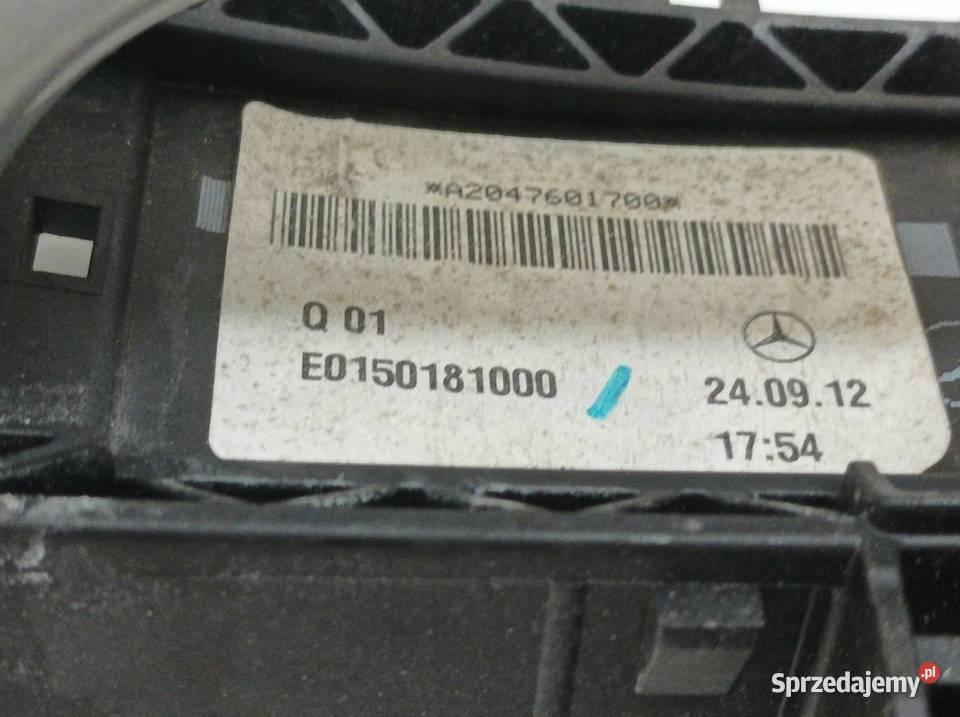 *A2047601700*
Q 01
E0150181000
24.09.12
17:54
Sprzedajemy.pl